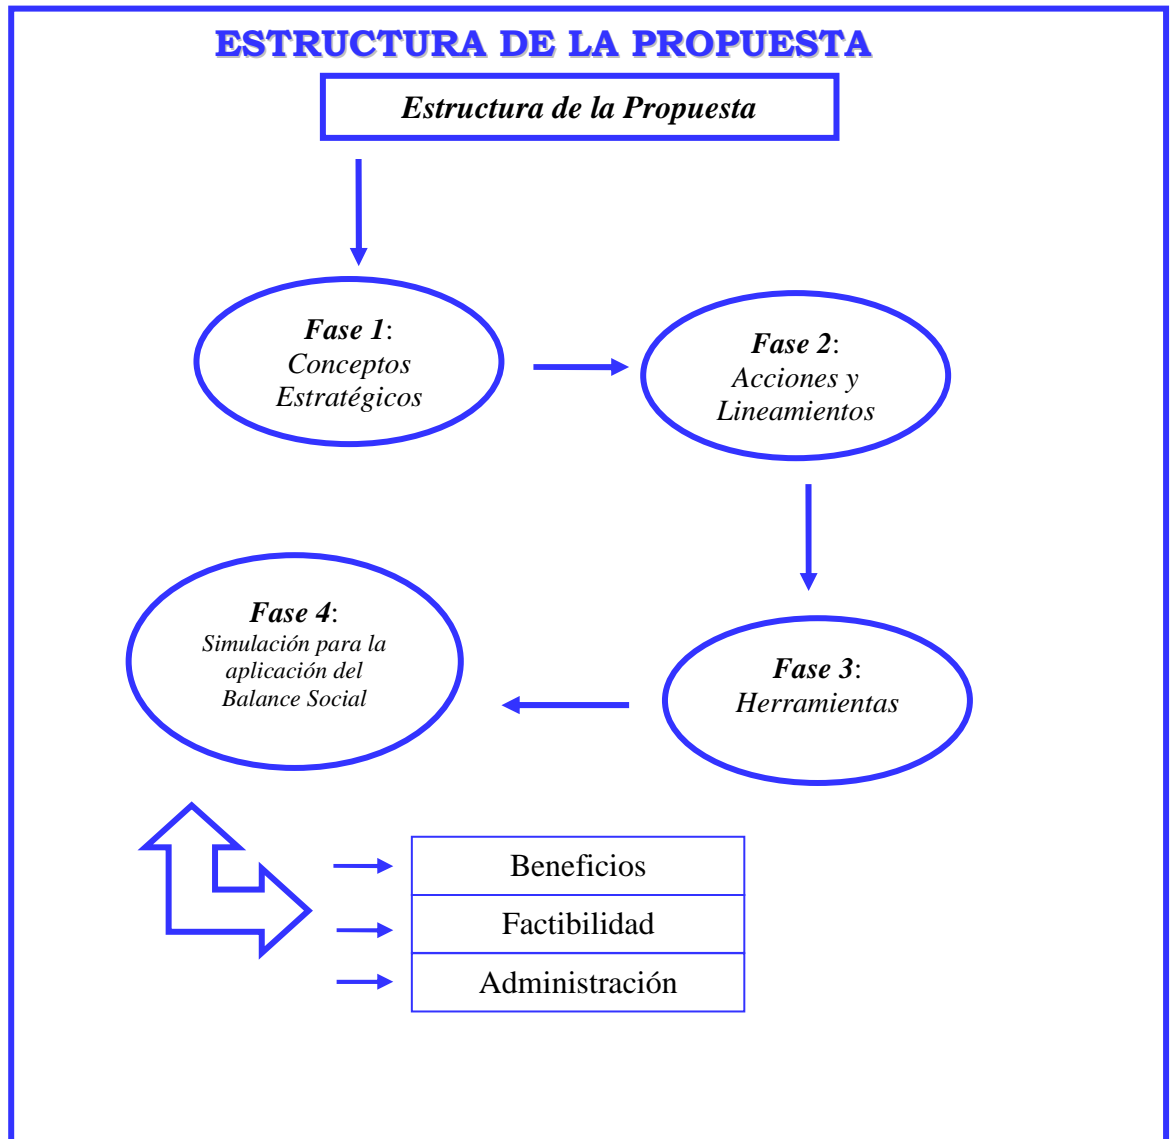 ESTRUCTURA DE LA PROPUESTA
Estructura de la Propuesta
Fase 1:
Conceptos
Estratégicos
Fase 2:
Acciones y
Lineamientos
Fase 3:
Herramientas
Fase 4:
Simulación para la
aplicación del
Balance Social
Beneficios
Factibilidad
Administración